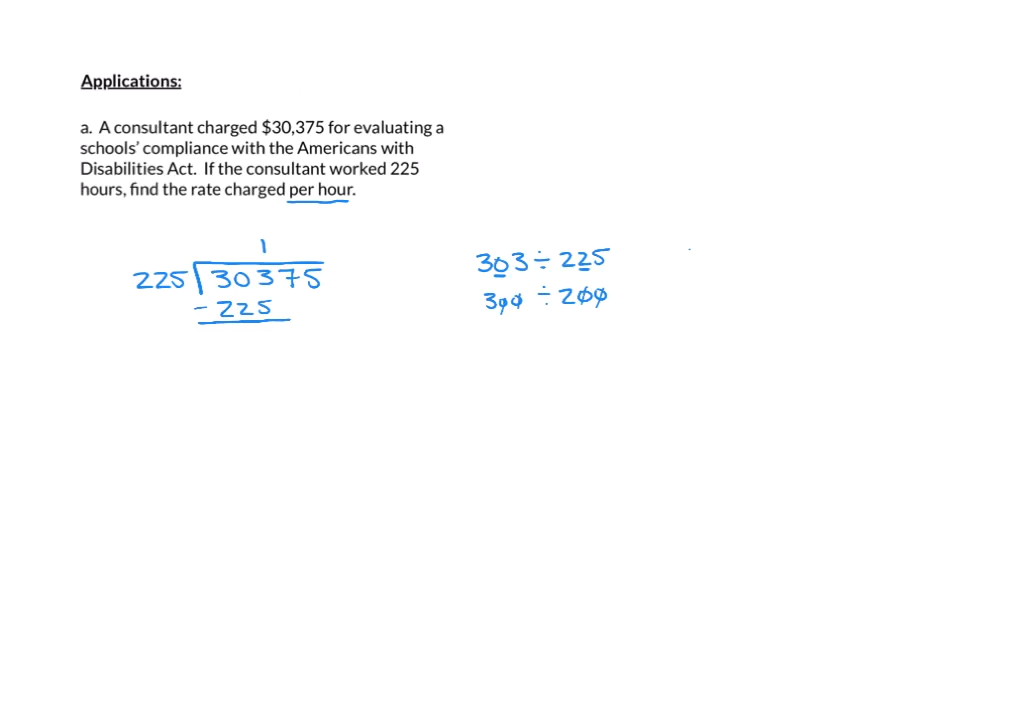 Applications:
a. A consultant charged $30,375 for evaluating a
schools' compliance with the Americans with
Disabilities Act. If the consultant worked 225
hours, find the rate charged per hour.
1
225 30375
- 225
303 ÷ 225
300 ÷ 200